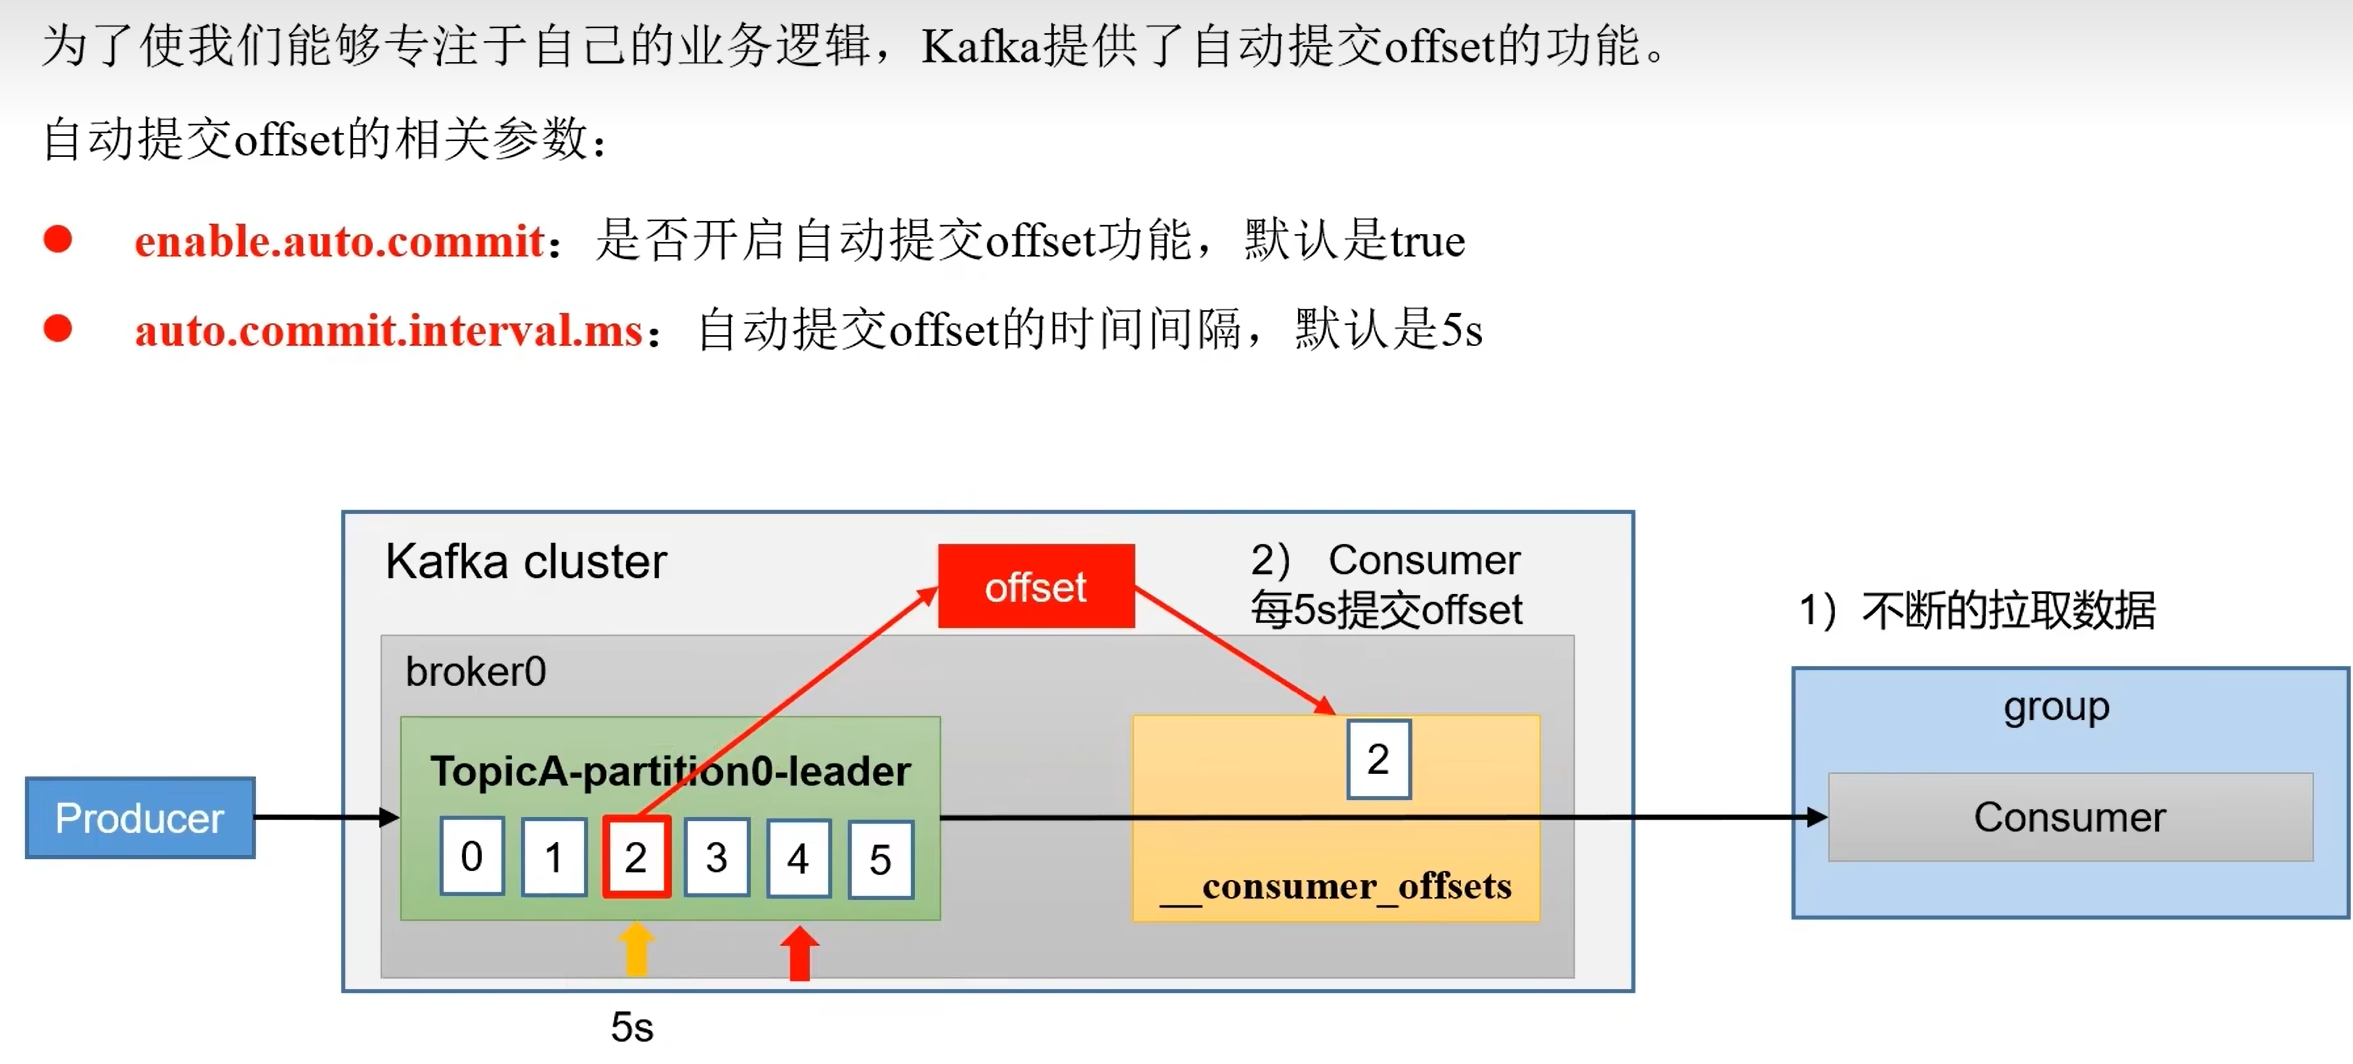 为了使我们能够专注于自己的业务逻辑，Kafka提供了自动提交offset的功能。
自动提交offset的相关参数：
● enable.auto.commit：是否开启自动提交offset功能，默认是true
● auto.commit.interval.ms：自动提交offset的时间间隔，默认是5s
Kafka cluster
offset
2） Consumer
每5s提交offset
1）不断的拉取数据
broker0
group
TopicA-partition0-leader
2
Producer
Consumer
0 1 2 3 4 5
__consumer_offsets
5s